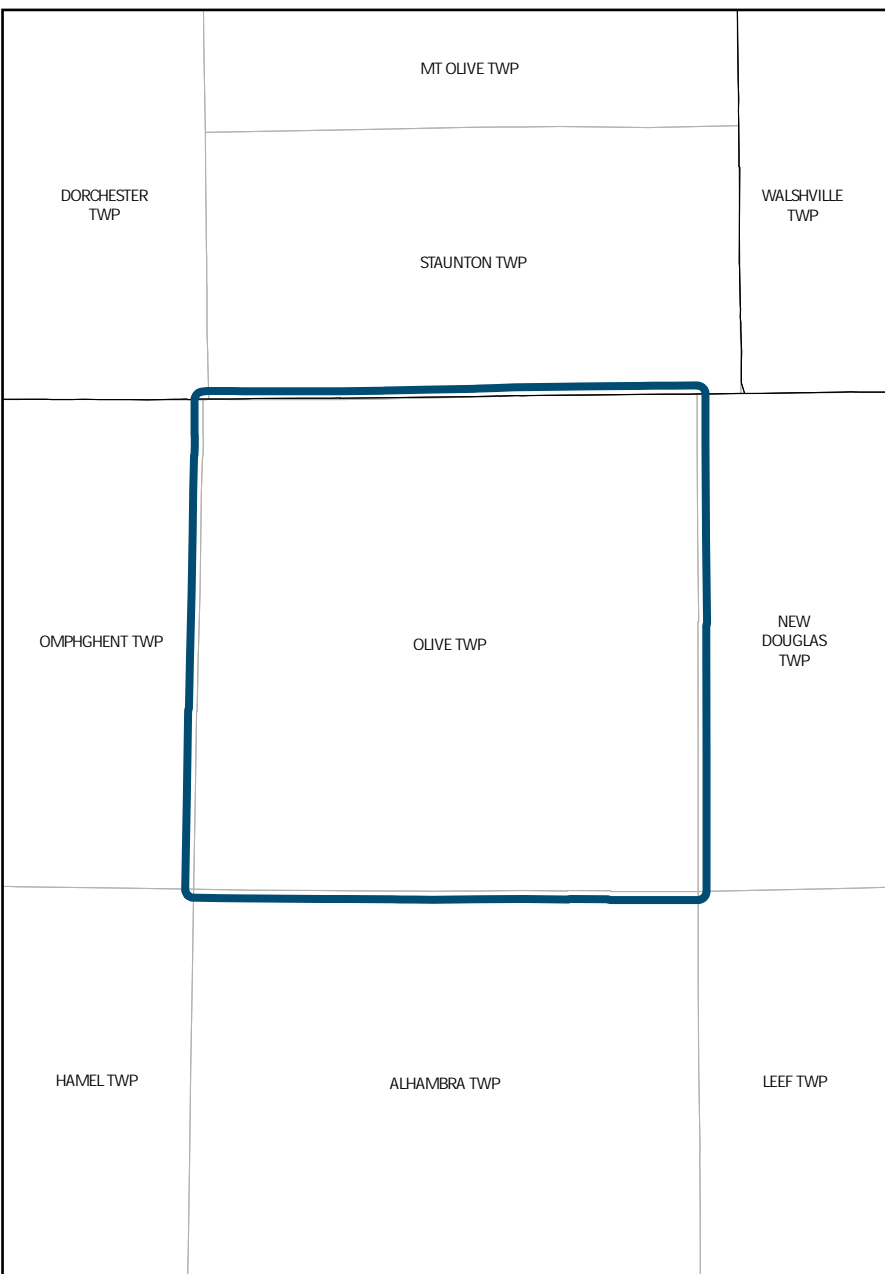 MT OLIVE TWP
DORCHESTER
TWP
WALSHVILLE
TWP
STAUNTON TWP
OMPHGHENT TWP
OLIVE TWP
NEW
DOUGLAS
TWP
HAMEL TWP
ALHAMBRA TWP
LEEF TWP